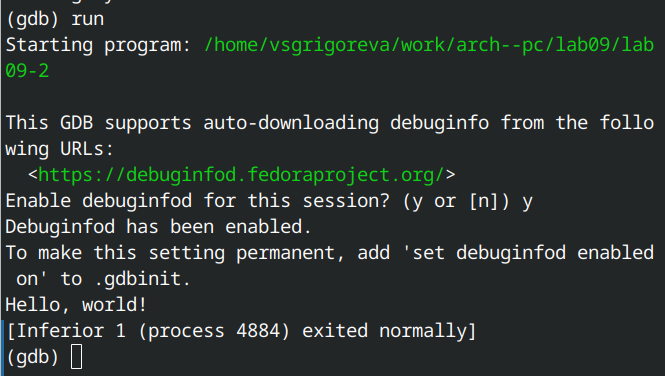 (gdb) run
Starting program: /home/vsgrigoreva/work/arch--pc/lab09/lab
09-2

This GDB supports auto-downloading debuginfo from the follo
wing URLs:
  <https://debuginfod.fedoraproject.org/>
Enable debuginfod for this session? (y or [n]) y
Debuginfod has been enabled.
To make this setting permanent, add 'set debuginfod enabled
 on' to .gdbinit.
Hello, world!
[Inferior 1 (process 4884) exited normally]
(gdb)